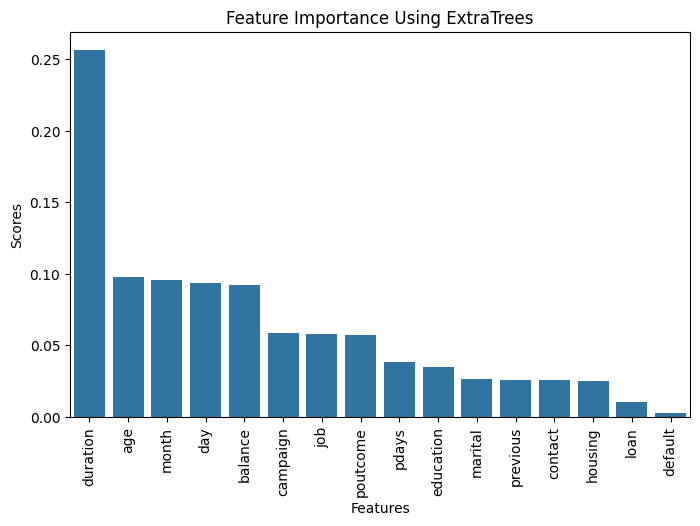 Feature Importance Using ExtraTrees
Scores
0.25
0.20
0.15
0.10
0.05
0.00
duration
age
month
day
balance
campaign
job
poutcome
pdays
education
marital
previous
contact
housing
loan
default
Features